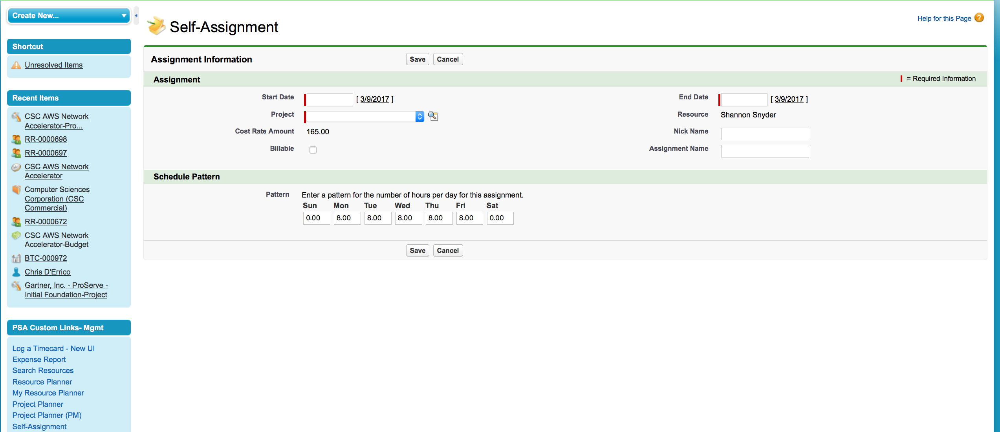 Create New...
Shortcut
Unresolved Items
Recent Items
CSC AWS Network
Accelerator-Pro...
RR-0000698
RR-0000697
CSC AWS Network
Accelerator
Computer Sciences
Corporation (CSC
Commercial)
RR-0000672
CSC AWS Network
Accelerator-Budget
BTC-000972
Chris D'Errico
Gartner, Inc. - ProServe -
Initial Foundation-Project
PSA Custom Links- Mgmt
Log a Timecard - New UI
Expense Report
Search Resources
Resource Planner
My Resource Planner
Project Planner
Project Planner (PM)
Self-Assignment
Self-Assignment
Help for this Page ?
Assignment Information Save Cancel
Assignment = Required Information
Start Date [ 3/9/2017 ] End Date [ 3/9/2017 ]
Project Resource Shannon Snyder
Cost Rate Amount 165.00 Nick Name
Billable Assignment Name
Schedule Pattern
Pattern Enter a pattern for the number of hours per day for this assignment.
Sun Mon Tue Wed Thu Fri Sat
0.00 8.00 8.00 8.00 8.00 8.00 0.00
Save Cancel